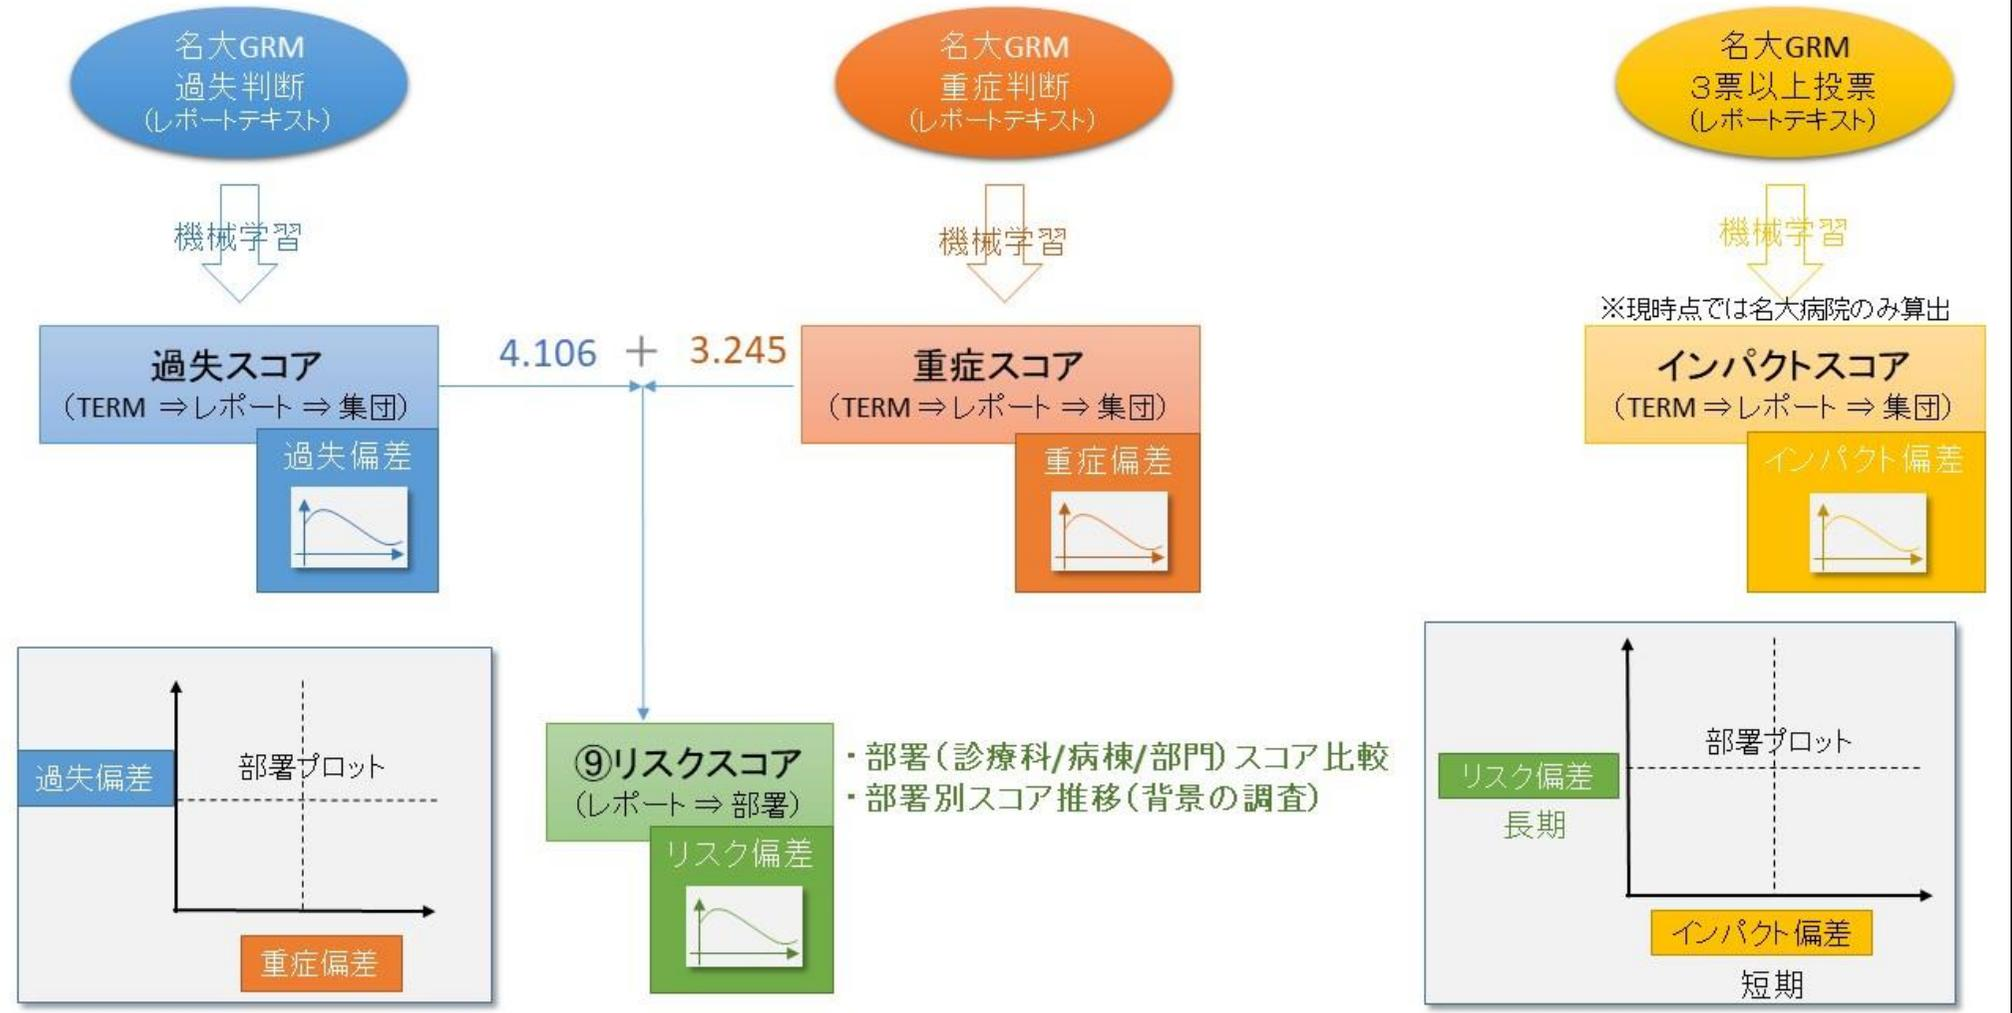 名大GRM
過失判断
(レポートテキスト)
名大GRM
重症判断
(レポートテキスト)
名大GRM
３票以上投票
(レポートテキスト)
機械学習
機械学習
機械学習
※現時点では名大病院のみ算出
過失スコア
(TERM ⇒レポート ⇒ 集団)
4.106 ＋ 3.245
重症スコア
(TERM ⇒レポート ⇒ 集団)
インパクトスコア
(TERM ⇒レポート ⇒ 集団)
過失偏差
重症偏差
インパクト偏差
過失偏差
部署プロット
重症偏差
⑨リスクスコア
(レポート ⇒ 部署)
リスク偏差
・部署(診療科/病棟/部門)スコア比較
・部署別スコア推移(背景の調査)
部署プロット
リスク偏差
長期
インパクト偏差
短期